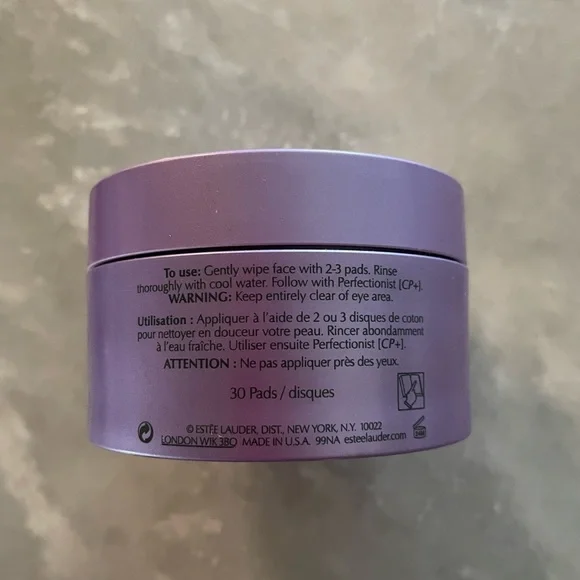 To use: Gently wipe face with 2-3 pads. Rinse
thoroughly with cool water. Follow with Perfectionist [CP+].
WARNING: Keep entirely clear of eye area.
Utilisation : Appliquer à l'aide de 2 ou 3 disques de coton
pour nettoyer en douceur votre peau. Rincer abondamment
à l'eau fraîche. Utiliser ensuite Perfectionist [CP+].
ATTENTION : Ne pas appliquer près des yeux.
30 Pads / disques
© ESTĒE LAUDER, DIST., NEW YORK, N.Y. 10022
LONDON W1K 3BQ MADE IN U.S.A. 99NA esteelauder.com